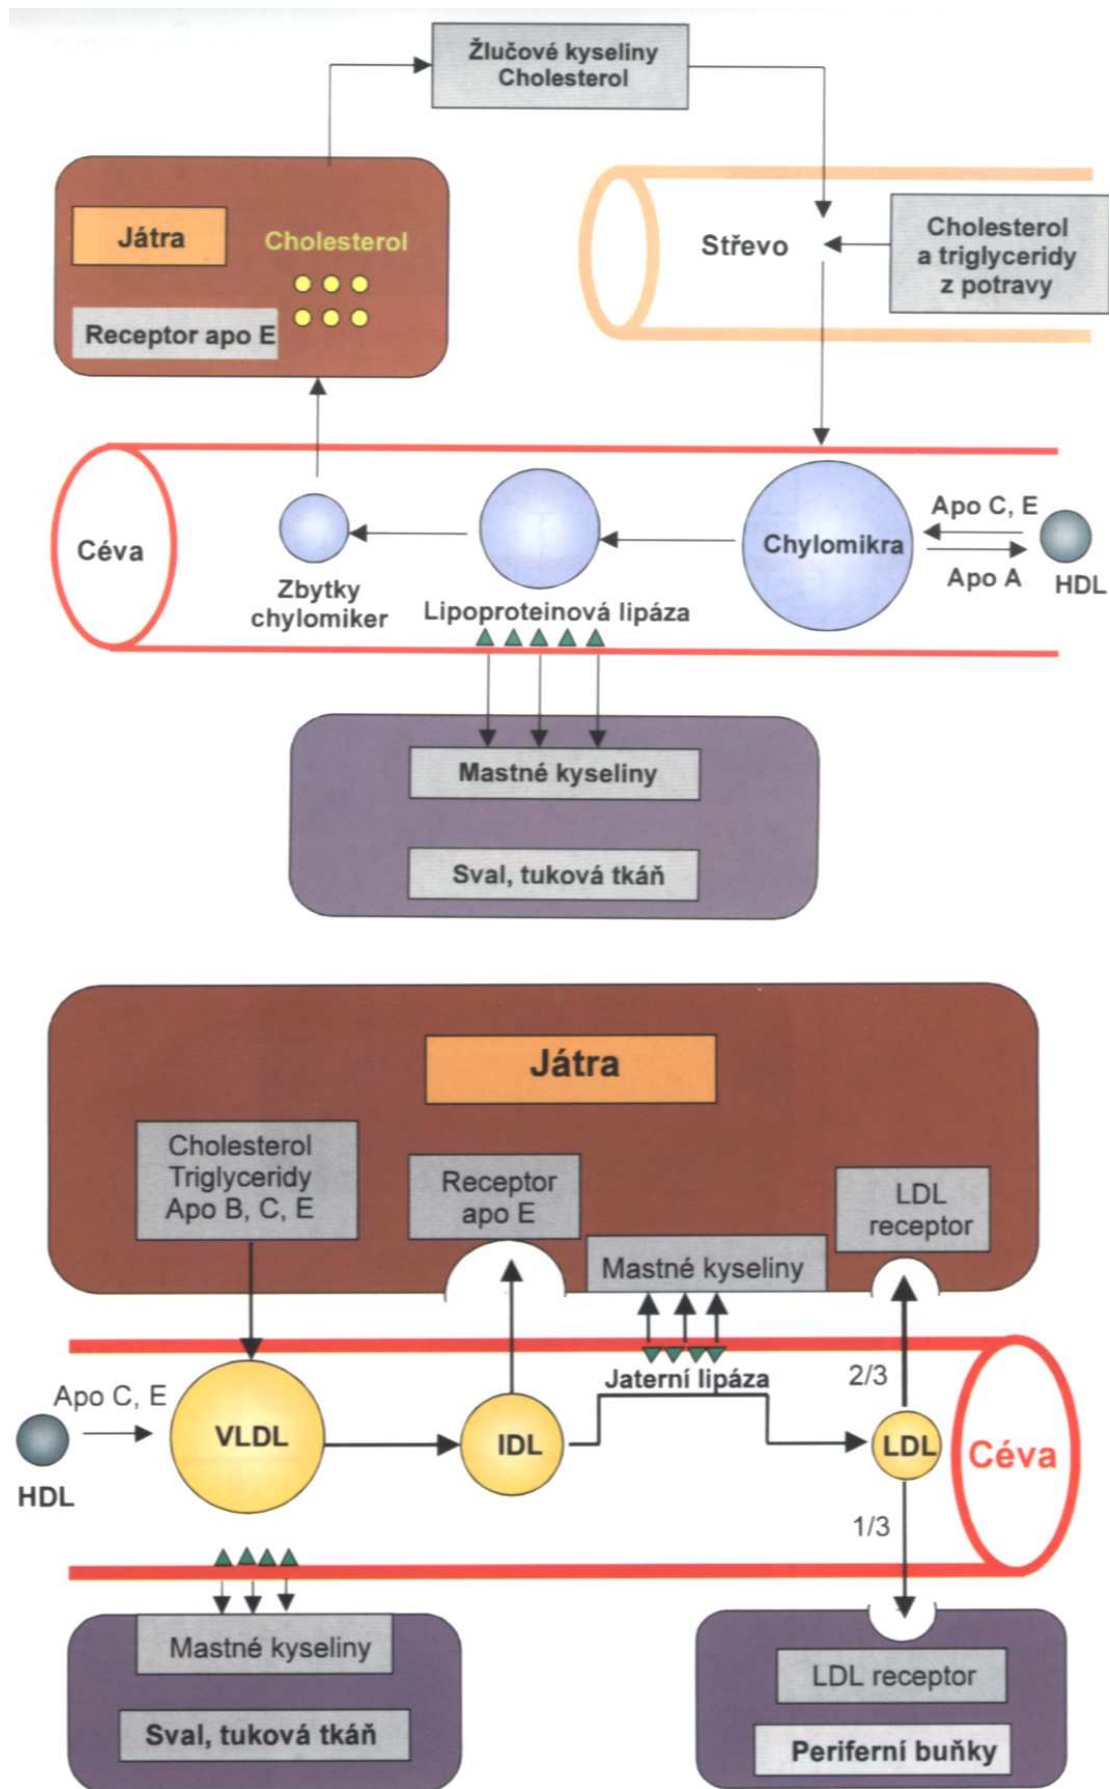 Žlučové kyseliny
Cholesterol
Játra
Cholesterol
Receptor apo E
Střevo
Cholesterol
a triglyceridy
z potravy
Céva
Zbytky
chylomiker
Lipoproteinová lipáza
Chylomikra
Apo C, E
Apo A
HDL
Mastné kyseliny
Sval, tuková tkáň
Játra
Cholesterol
Triglyceridy
Apo B, C, E
Receptor
apo E
Mastné kyseliny
LDL
receptor
Jaterní lipáza
2/3
Apo C, E
HDL
VLDL
IDL
LDL
Céva
1/3
Mastné kyseliny
Sval, tuková tkáň
LDL receptor
Periferní buňky